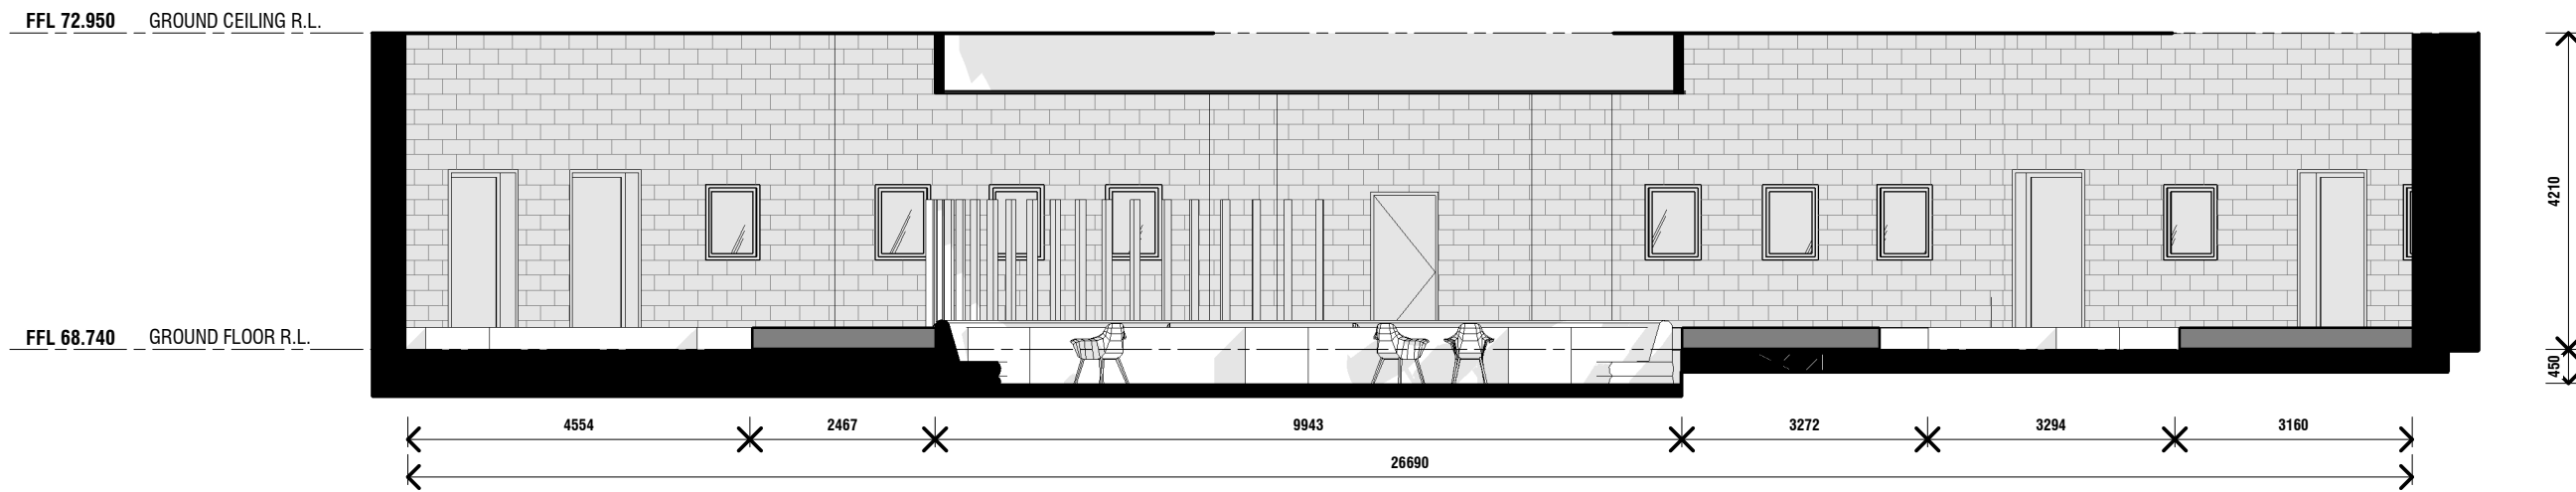 FFL 72.950 GROUND CEILING R.L.
4210
FFL 68.740 GROUND FLOOR R.L.
450
4554 2467 9943 3272 3294 3160
26690